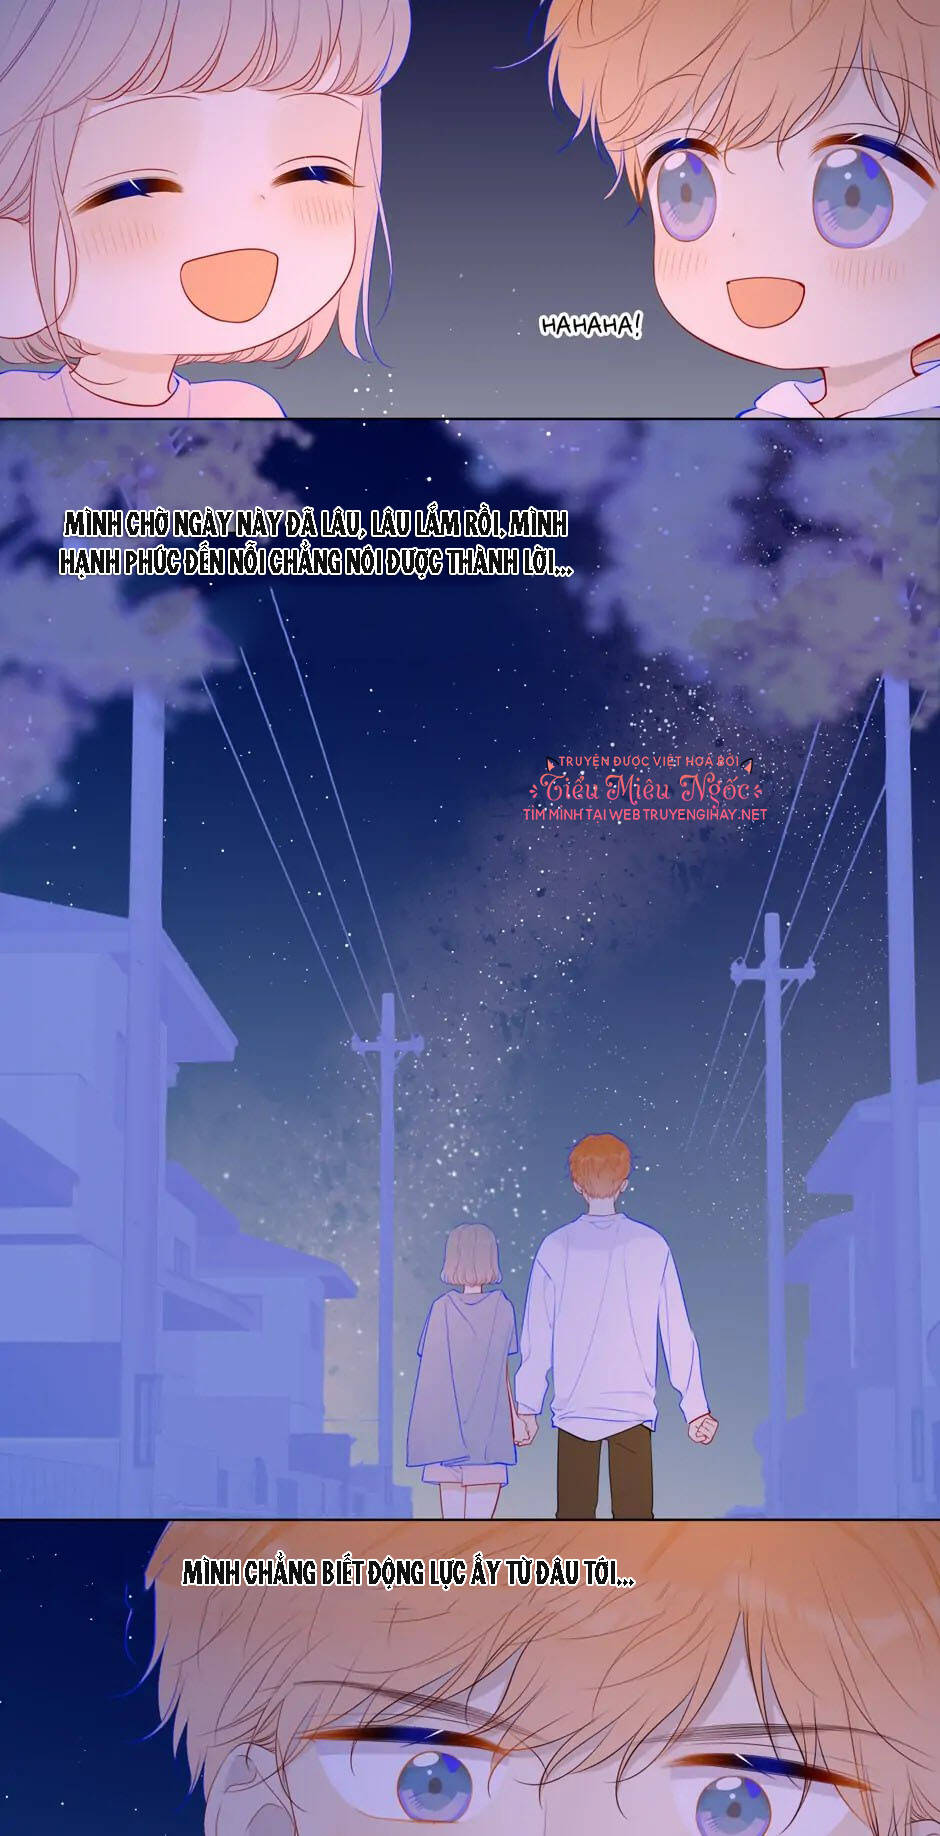 HAHAHA!
MÌNH CHỜ NGÀY NÀY ĐÃ LÂU, LÂU LẮM RỒI. MÌNH
HẠNH PHÚC ĐẾN NỖI CHẲNG NÓI ĐƯỢC THÀNH LỜI...
TRUYỆN ĐƯỢC VIỆT HOÁ BỞI
Tiểu Miêu Ngốc
TÌM MÌNH TẠI WEB TRUYENGIHAY.NET
MÌNH CHẲNG BIẾT ĐỘNG LỰC ẤY TỪ ĐÂU TỚI...